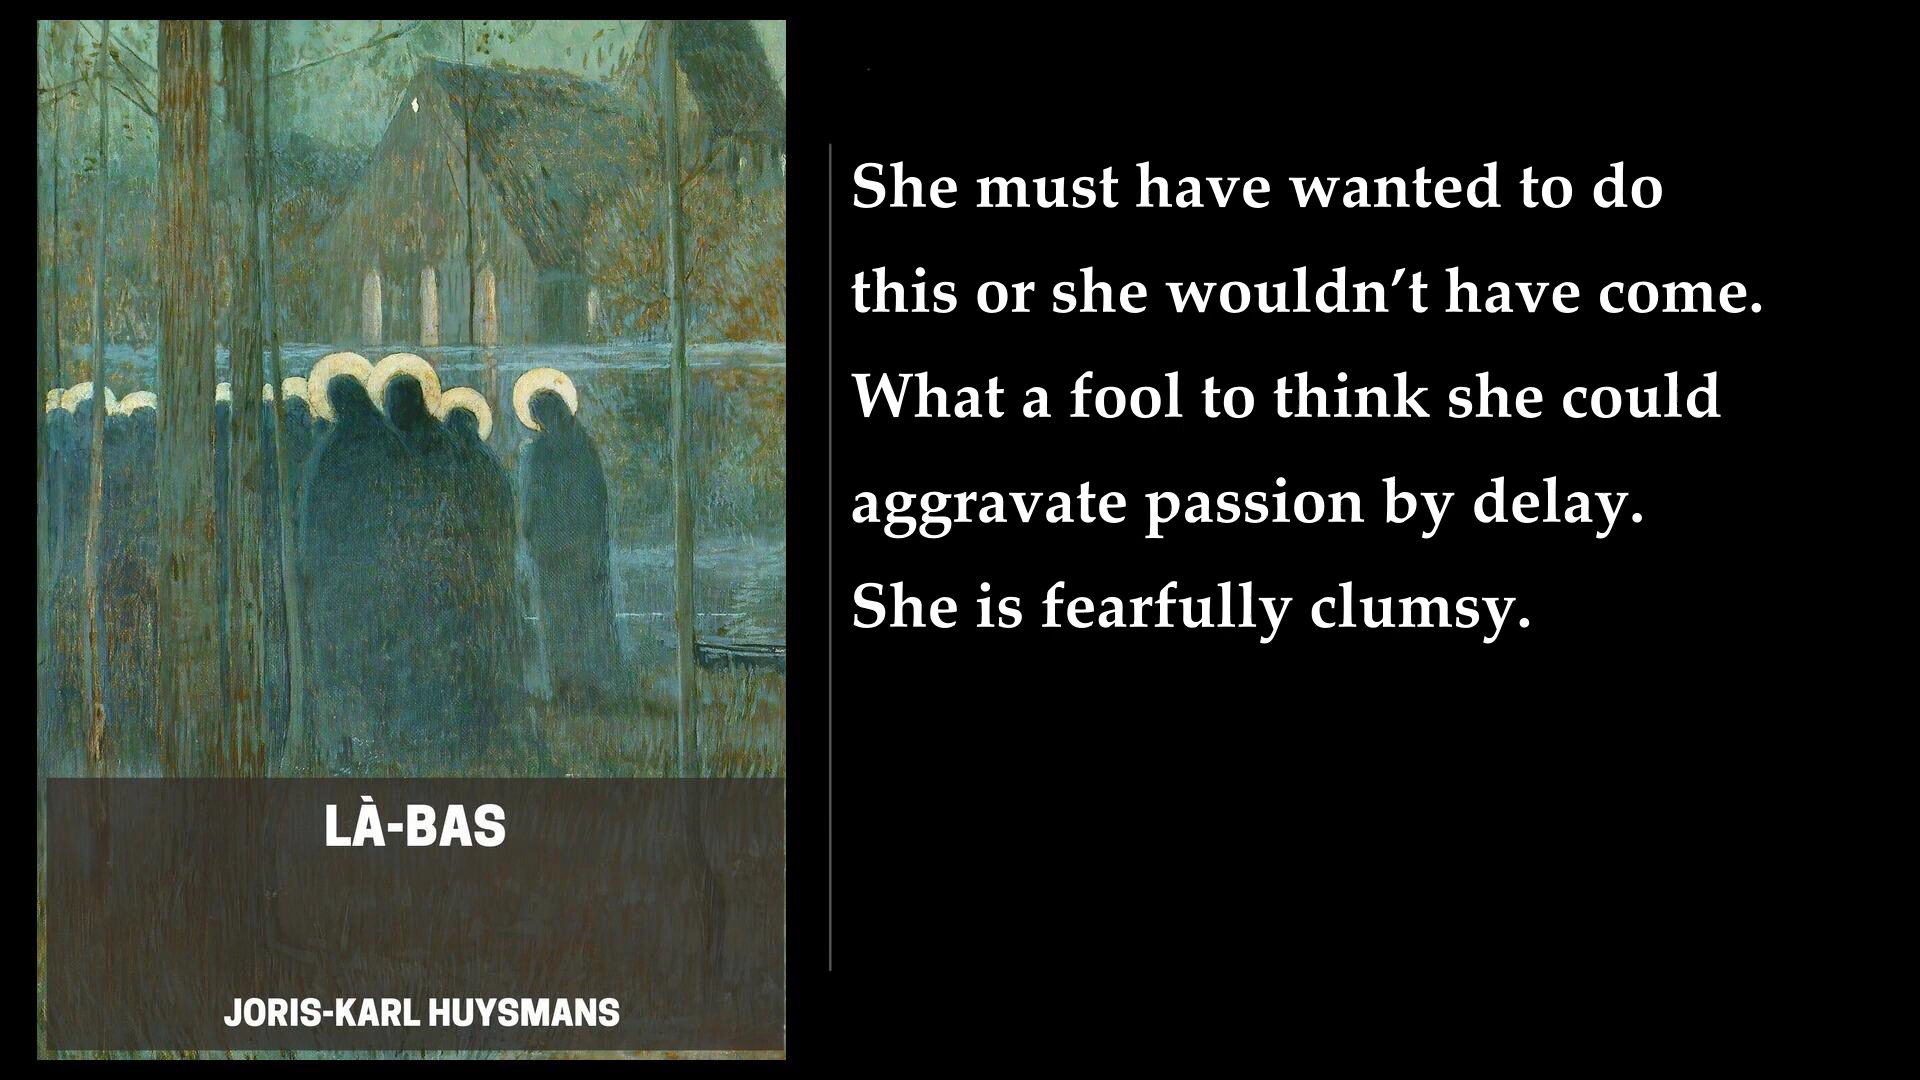 LÀ-BAS
JORIS-KARL HUYSMANS
She must have wanted to do
this or she wouldn’t have come.
What a fool to think she could
aggravate passion by delay.
She is fearfully clumsy.